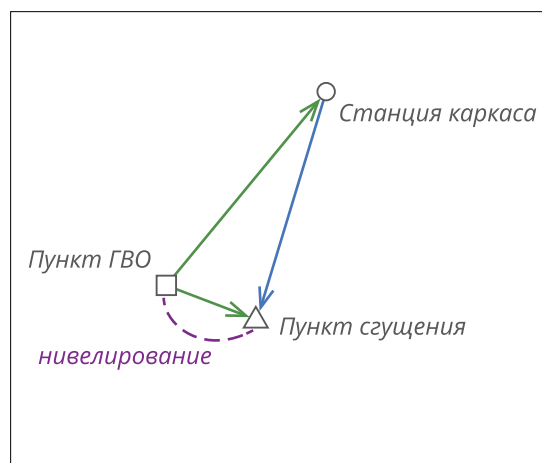 Станция каркаса
Пункт ГВО
Пункт сгущения
нивелирование